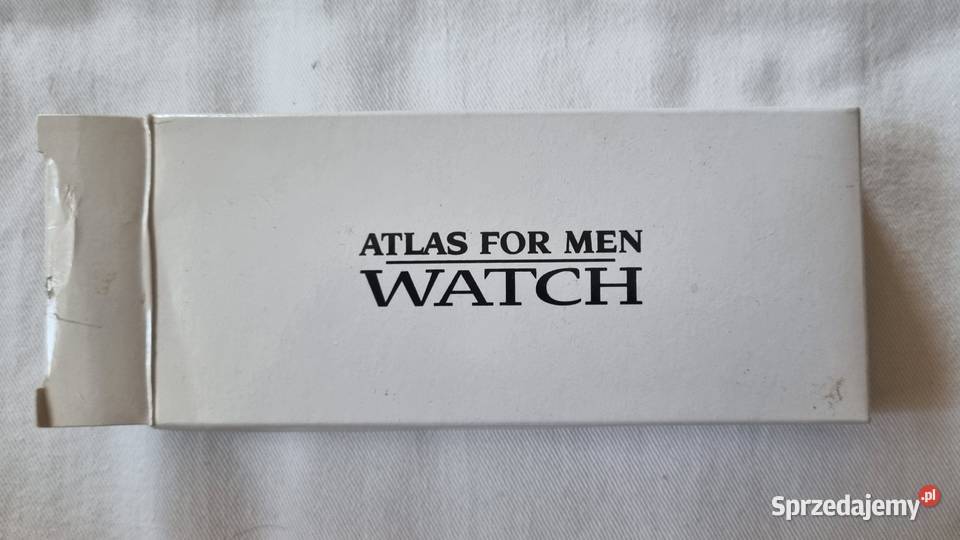 ATLAS FOR MEN
WATCH
Sprzedajemy.pl